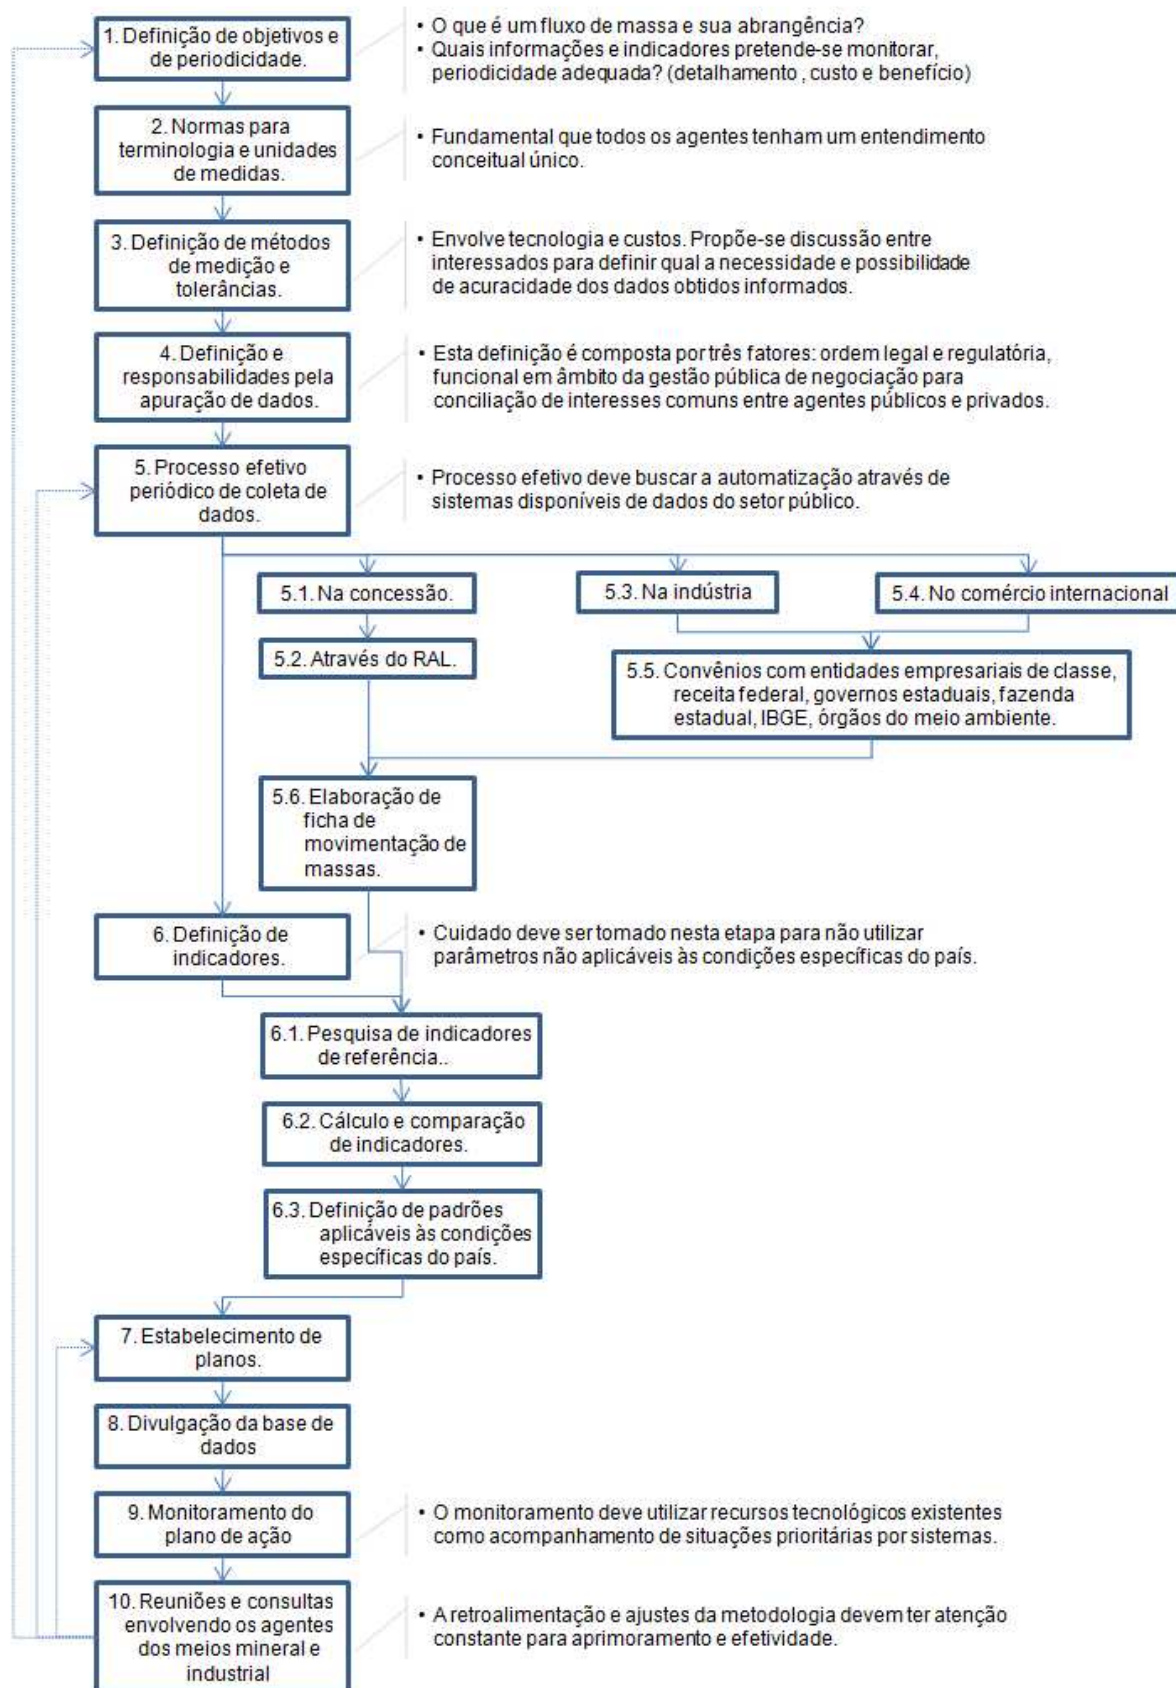 1. Definição de objetivos e
de periodicidade.
• O que é um fluxo de massa e sua abrangência?
• Quais informações e indicadores pretende-se monitorar,
periodicidade adequada? (detalhamento , custo e benefício)
2. Normas para
terminologia e unidades
de medidas.
• Fundamental que todos os agentes tenham um entendimento
conceitual único.
3. Definição de métodos
de medição e
tolerâncias.
• Envolve tecnologia e custos. Propõe-se discussão entre
interessados para definir qual a necessidade e possibilidade
de acuracidade dos dados obtidos informados.
4. Definição e
responsabilidades pela
apuração de dados.
• Esta definição é composta por três fatores: ordem legal e regulatória,
funcional em âmbito da gestão pública de negociação para
conciliação de interesses comuns entre agentes públicos e privados.
5. Processo efetivo
periódico de coleta de
dados.
• Processo efetivo deve buscar a automatização através de
sistemas disponíveis de dados do setor público.
5.1. Na concessão.
5.3. Na indústria
5.4. No comércio internacional
5.2. Através do RAL.
5.5. Convênios com entidades empresariais de classe,
receita federal, governos estaduais, fazenda
estadual, IBGE, órgãos do meio ambiente.
5.6. Elaboração de
ficha de
movimentação de
massas.
6. Definição de
indicadores.
• Cuidado deve ser tomado nesta etapa para não utilizar
parâmetros não aplicáveis às condições específicas do país.
6.1. Pesquisa de indicadores
de referência..
6.2. Cálculo e comparação
de indicadores.
6.3. Definição de padrões
aplicáveis às condições
específicas do país.
7. Estabelecimento de
planos.
8. Divulgação da base de
dados
9. Monitoramento do
plano de ação
• O monitoramento deve utilizar recursos tecnológicos existentes
como acompanhamento de situações prioritárias por sistemas.
10. Reuniões e consultas
envolvendo os agentes
dos meios mineral e
industrial
• A retroalimentação e ajustes da metodologia devem ter atenção
constante para aprimoramento e efetividade.